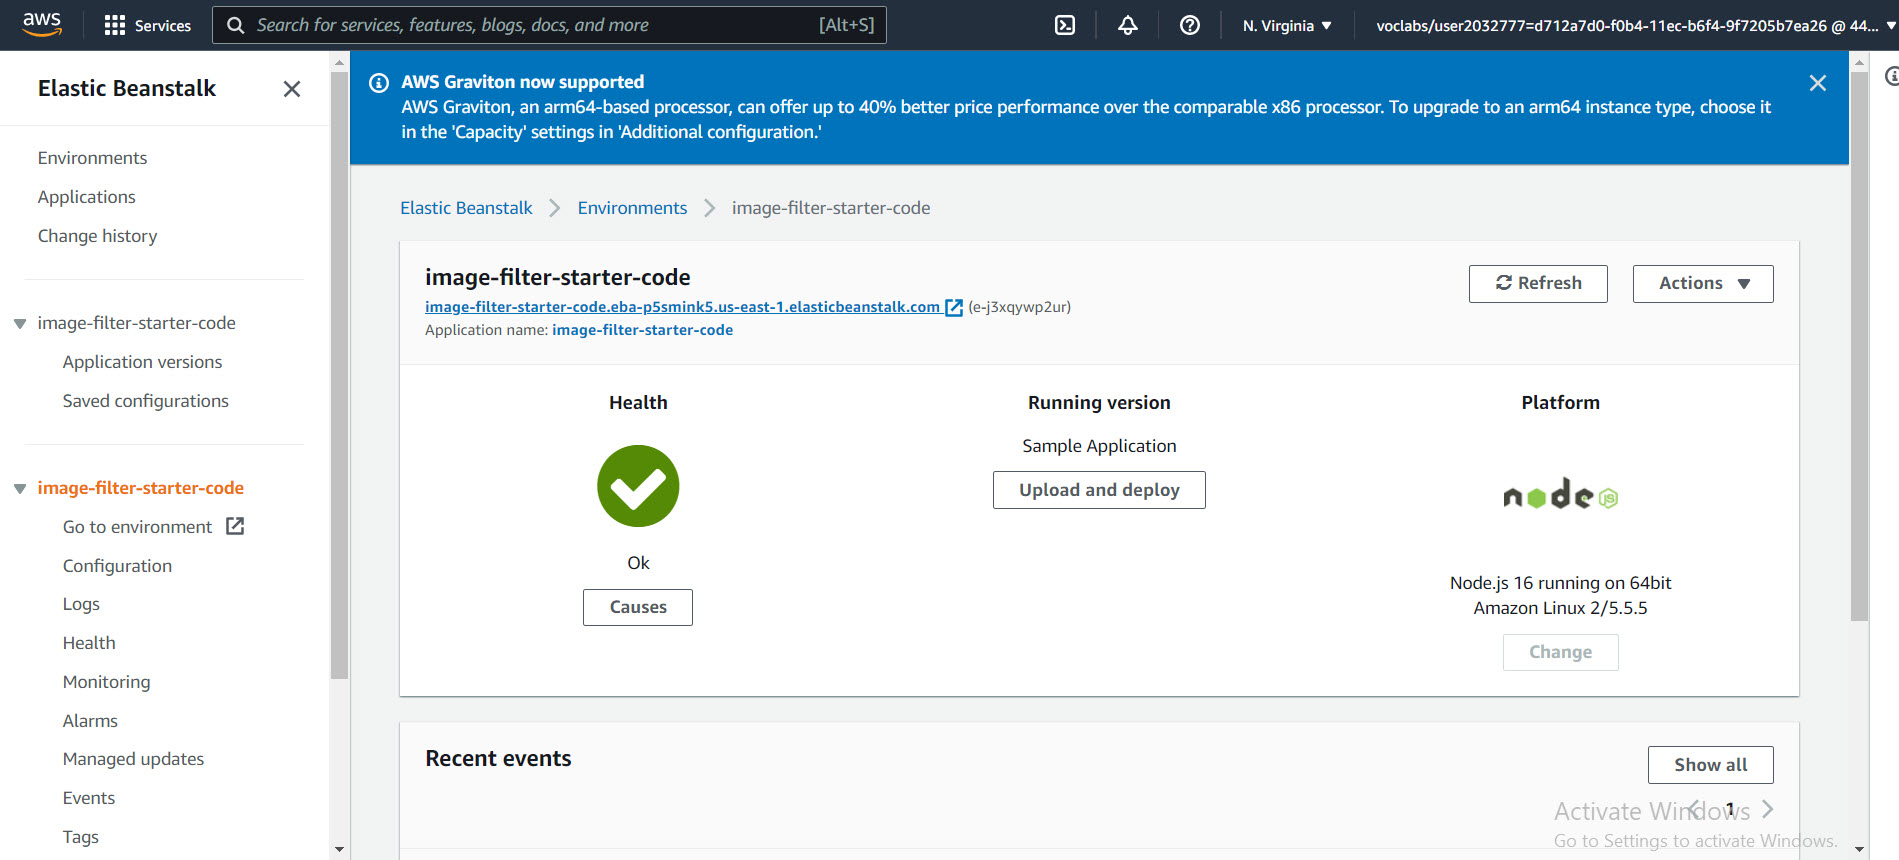 aws
Services
Search for services, features, blogs, docs, and more
[Alt+S]
N. Virginia
voclabs/user2032777=d712a7d0-f0b4-11ec-b6f4-9f7205b7ea26 @ 44...
Elastic Beanstalk
Environments
Applications
Change history
image-filter-starter-code
Application versions
Saved configurations
image-filter-starter-code
Go to environment
Configuration
Logs
Health
Monitoring
Alarms
Managed updates
Events
Tags
AWS Graviton now supported
AWS Graviton, an arm64-based processor, can offer up to 40% better price performance over the comparable x86 processor. To upgrade to an arm64 instance type, choose it
in the 'Capacity' settings in 'Additional configuration.'
Elastic Beanstalk
Environments
image-filter-starter-code
image-filter-starter-code
image-filter-starter-code.eba-p5smink5.us-east-1.elasticbeanstalk.com (e-j3xqywp2ur)
Application name: image-filter-starter-code
Refresh
Actions
Health
Ok
Causes
Running version
Sample Application
Upload and deploy
Platform
node JS
Node.js 16 running on 64bit
Amazon Linux 2/5.5.5
Change
Recent events
Show all
1
Activate Windows
Go to Settings to activate Windows.